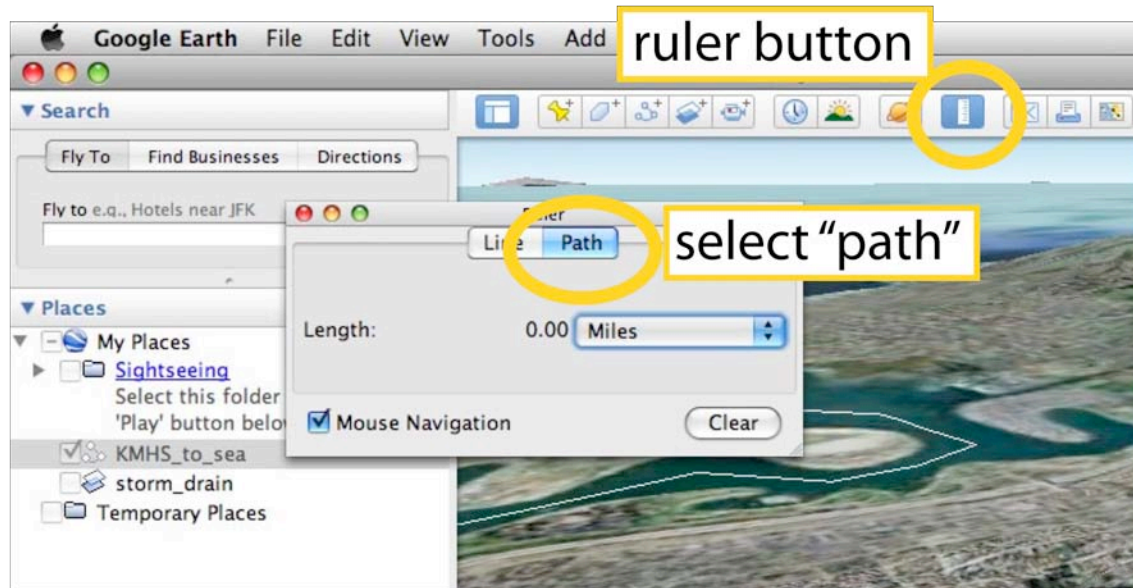 Google Earth File Edit View Tools Add
ruler button
Search
Fly To Find Businesses Directions
Fly to e.g., Hotels near JFK
Line Path
select “path”
Length: 0.00 Miles
Mouse Navigation Clear
Places
My Places
Sightseeing
Select this folder
'Play' button
KMHS_to_sea
storm_drain
Temporary Places